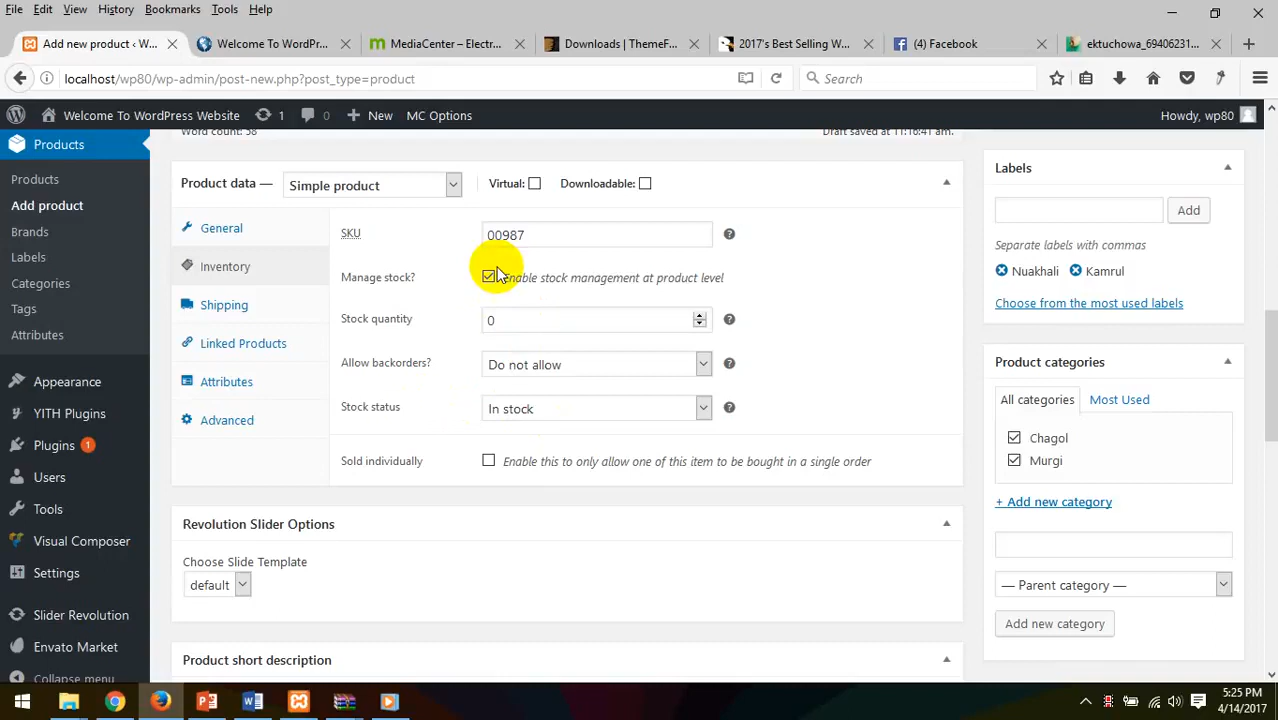 File Edit View History Bookmarks Tools Help
Add new product ‹ W...
Welcome To WordPress...
MediaCenter – Electro...
Downloads | ThemeF...
2017's Best Selling W...
(4) Facebook
ektuchowa_69406231...
localhost/wp80/wp-admin/post-new.php?post_type=product
Search
Welcome To WordPress Website 1 0 New MC Options
Howdy, wp80
Products
Products
Add product
Brands
Labels
Categories
Tags
Attributes
Appearance
YITH Plugins
Plugins 1
Users
Tools
Visual Composer
Settings
Slider Revolution
Envato Market
Collapse menu
Word count: 58
Draft saved at 11:16:41 am.
Product data — Simple product Virtual: Downloadable:
General
Inventory
Shipping
Linked Products
Attributes
Advanced
SKU 00987
Manage stock? Enable stock management at product level
Stock quantity 0
Allow backorders? Do not allow
Stock status In stock
Sold individually Enable this to only allow one of this item to be bought in a single order
Revolution Slider Options
Choose Slide Template
default
Product short description
Labels
Add
Separate labels with commas
Nuakhali Kamrul
Choose from the most used labels
Product categories
All categories Most Used
Chagol
Murgi
+ Add new category
— Parent category —
Add new category
5:25 PM
4/14/2017